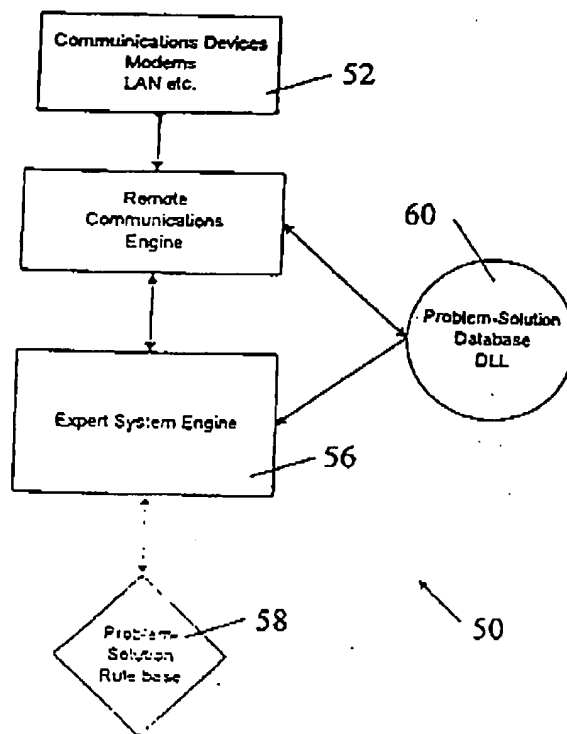 Communications Devices
Modems
LAN etc.
52
Remote
Communications
Engine
60
Problem-Solution
Database
DLL
Expert System Engine
56
Problem-
Solution
Rule base
58
50